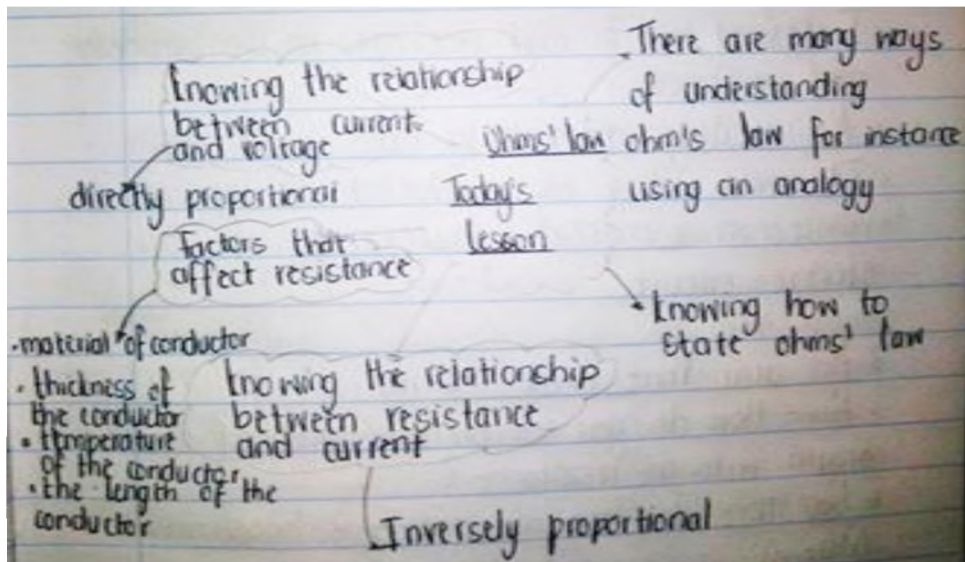 Knowing the relationship
between current
and voltage
directly proportional
Factors that
affect resistance
• material of conductor
• thickness of
the conductor
• temperature
of the conductor
• the length of the
conductor
Knowing the relationship
between resistance
and current
Inversely proportional
Ohms' law
Today's
lesson
There are many ways
of understanding
ohm's law for instance
using an analogy
Knowing how to
state ohms' law